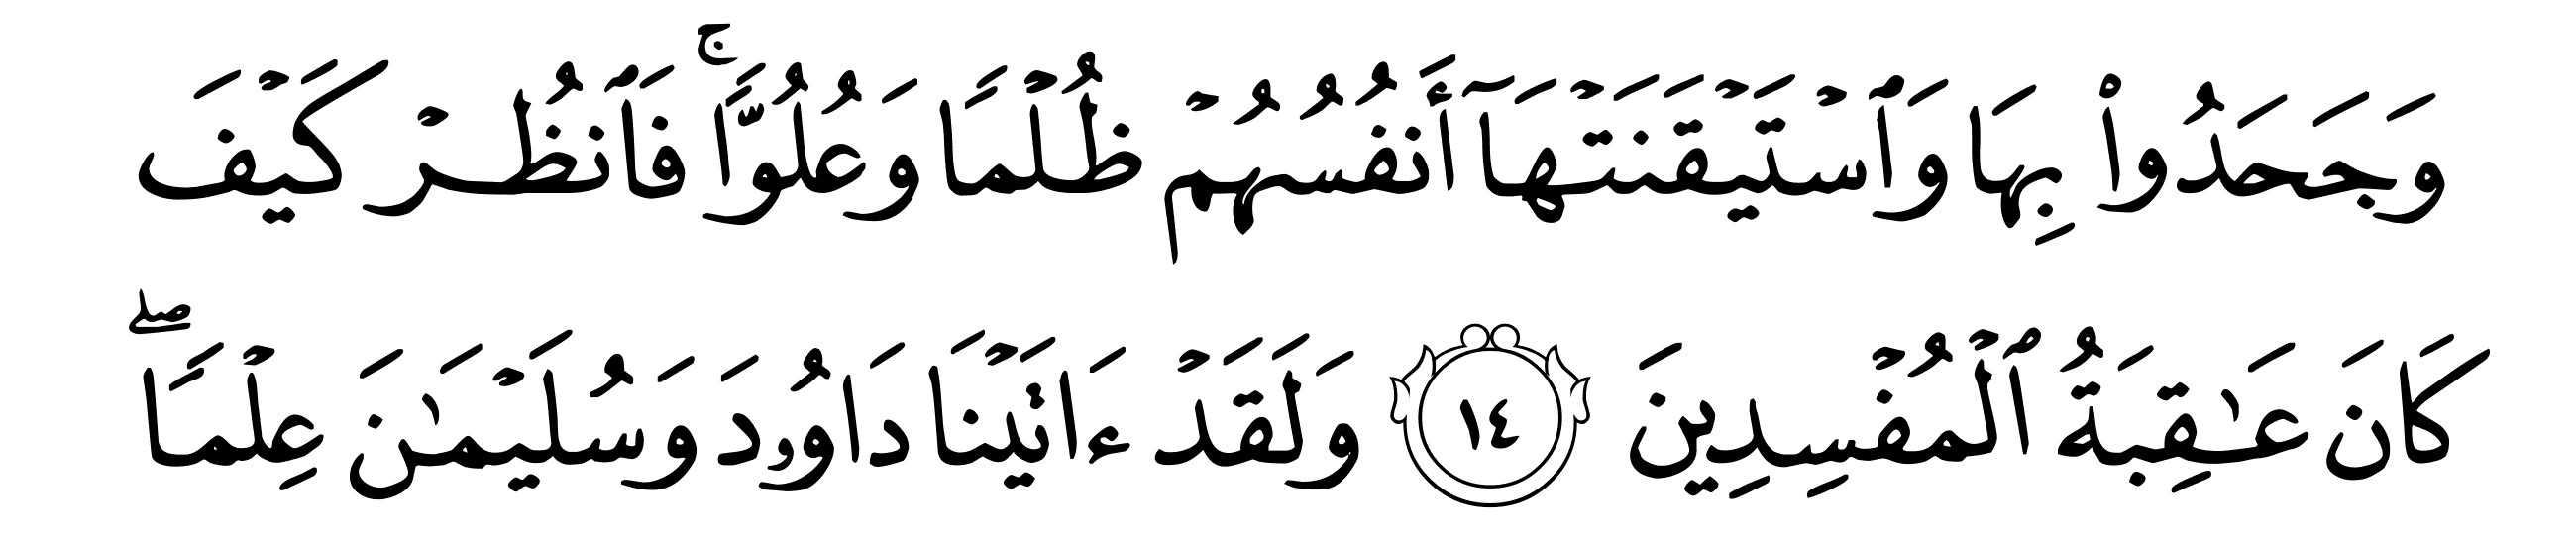 وَجَحَدُوا۟ بِهَا وَٱسْتَيْقَنَتْهَآ أَنفُسُهُمْ ظُلْمًا وَعُلُوًّا ۚ فَٱنظُرْ كَيْفَ
كَانَ عَـٰقِبَةُ ٱلْمُفْسِدِينَ ١٤ وَلَقَدْ ءَاتَيْنَا دَاوُۥدَ وَسُلَيْمَـٰنَ عِلْمًا ۖ